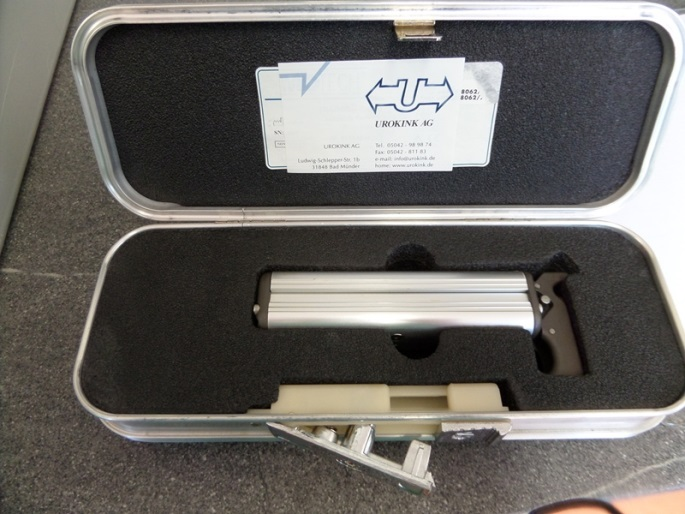 8062.
8062/.
UROKINK AG
UROKINK AG
Tel. 05042 - 98 98 74
Fax: 05042 - 811 83
Ludwig-Schlepper-Str. 1b
e-mail: info@urokink.de
31848 Bad Münder
home: www.urokink.de